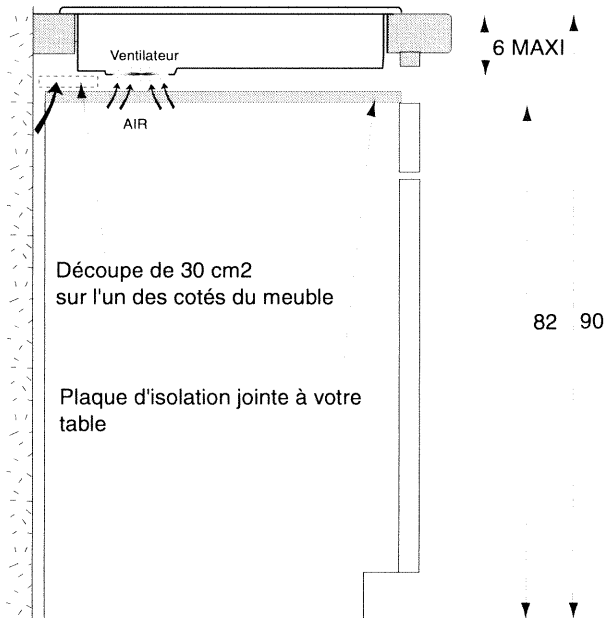 6 MAXI
Ventilateur
AIR
Découpe de 30 cm2
sur l'un des cotés du meuble
82 90
Plaque d'isolation jointe à votre
table